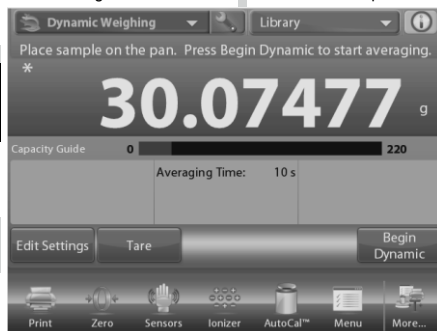 Dynamic Weighing Library
Place sample on the pan. Press Begin Dynamic to start averaging.
*
30.07477 g
Capacity Guide 0 220
Averaging Time: 10 s
Edit Settings Tare Begin Dynamic
Print Zero Sensors Ionizer AutoCal™ Menu More...